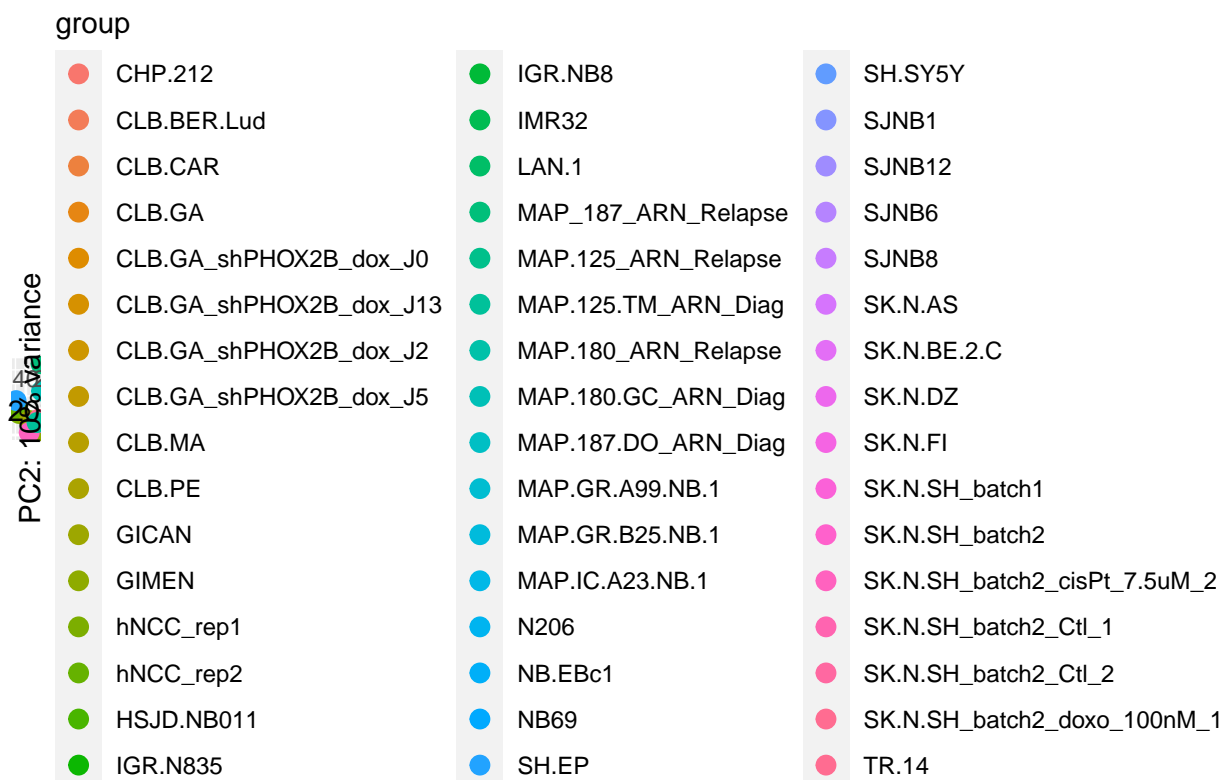 group
CHP.212
CLB.BER.Lud
CLB.CAR
CLB.GA
CLB.GA_shPHOX2B_dox_J0
CLB.GA_shPHOX2B_dox_J13
CLB.GA_shPHOX2B_dox_J2
CLB.GA_shPHOX2B_dox_J5
CLB.MA
CLB.PE
GICAN
GIMEN
hNCC_rep1
hNCC_rep2
HSJD.NB011
IGR.N835
IGR.NB8
IMR32
LAN.1
MAP_187_ARN_Relapse
MAP.125_ARN_Relapse
MAP.125.TM_ARN_Diag
MAP.180_ARN_Relapse
MAP.180.GC_ARN_Diag
MAP.187.DO_ARN_Diag
MAP.GR.A99.NB.1
MAP.GR.B25.NB.1
MAP.IC.A23.NB.1
N206
NB.EBc1
NB69
SH.EP
SH.SY5Y
SJNB1
SJNB12
SJNB6
SJNB8
SK.N.AS
SK.N.BE.2.C
SK.N.DZ
SK.N.FI
SK.N.SH_batch1
SK.N.SH_batch2
SK.N.SH_batch2_cisPt_7.5uM_2
SK.N.SH_batch2_Ctl_1
SK.N.SH_batch2_Ctl_2
SK.N.SH_batch2_doxo_100nM_1
TR.14
PC2: 10% variance